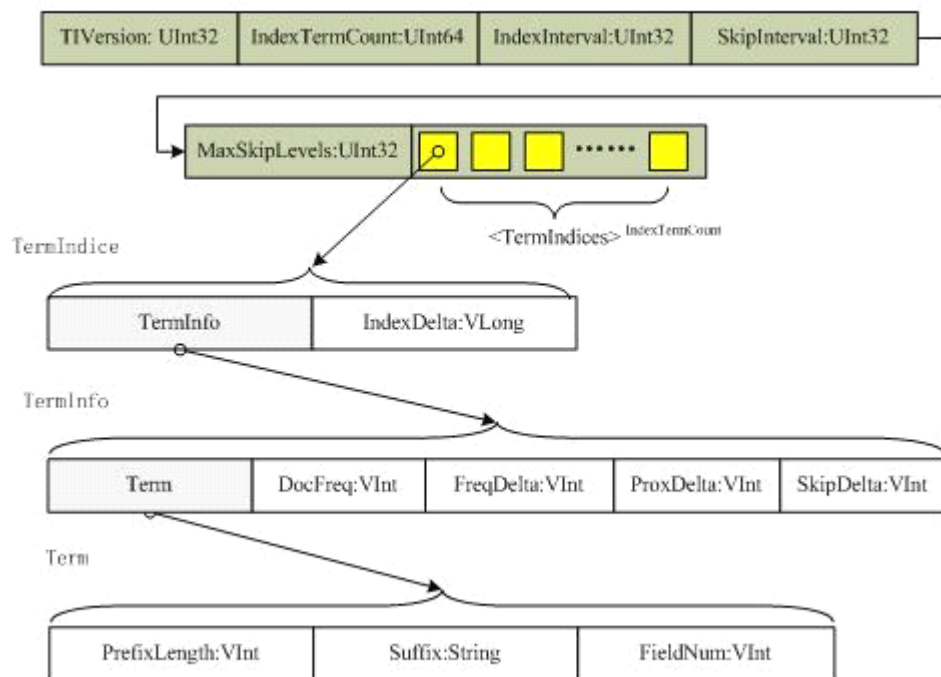 TIVersion: UInt32 IndexTermCount:UInt64 IndexInterval:UInt32 SkipInterval:UInt32
MaxSkipLevels:UInt32 ••••••
<TermIndices> IndexTermCount
TermIndice
TermInfo IndexDelta:VLong
TermInfo
Term DocFreq:VInt FreqDelta:VInt ProxDelta:VInt SkipDelta:VInt
Term
PrefixLength:VInt Suffix:String FieldNum:VInt